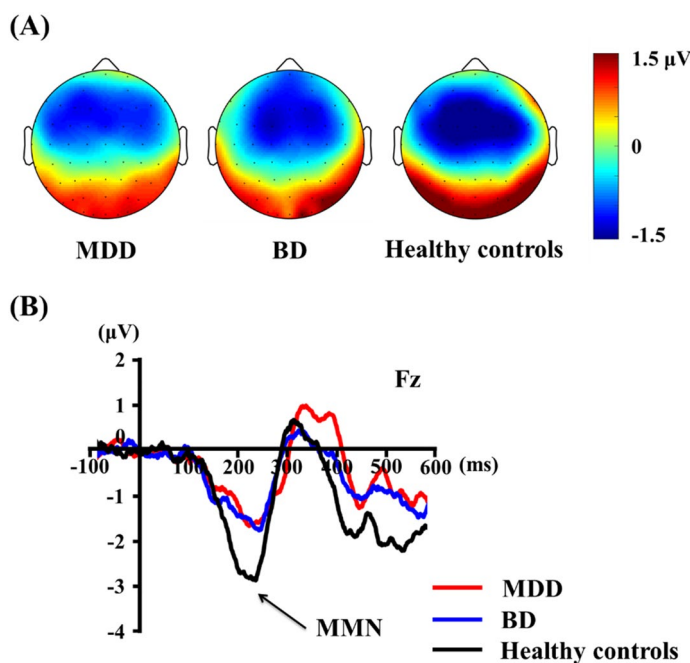 (A)
1.5 μV
0
-1.5
MDD
BD
Healthy controls
(B)
(μV)
2
1
0
-1
-2
-3
-4
-100
100
200
300
400
500
600
(ms)
Fz
MMN
MDD
BD
Healthy controls